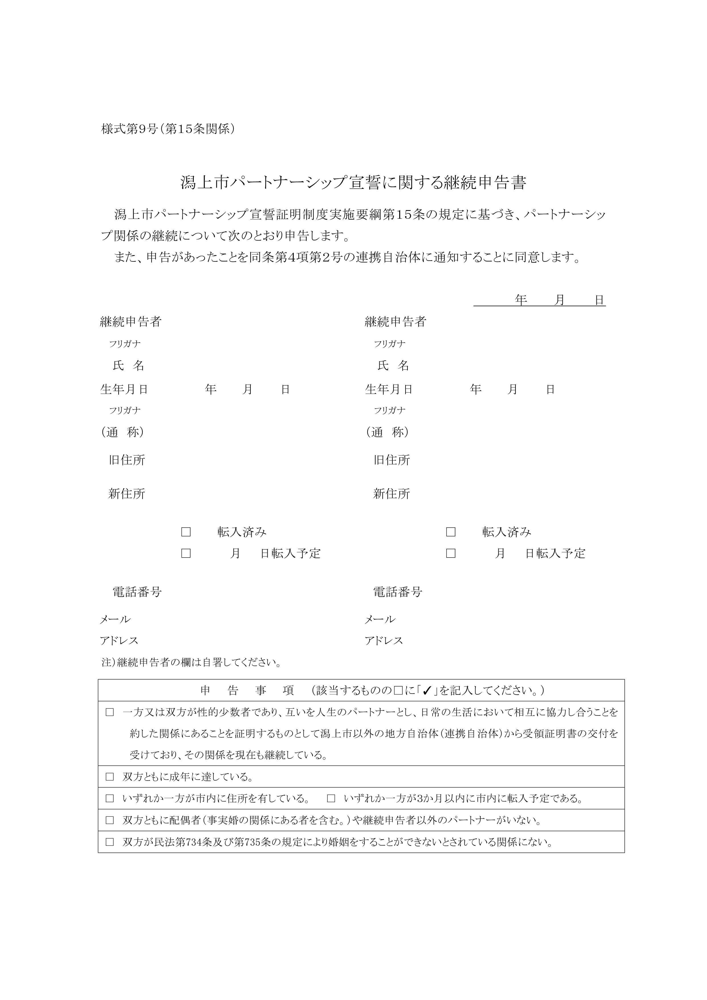 様式第9号（第15条関係）
潟上市パートナーシップ宣誓に関する継続申告書
潟上市パートナーシップ宣誓証明制度実施要綱第15条の規定に基づき、パートナーシッ
プ関係の継続について次のとおり申告します。
また、申告があったことを同条第4項第2号の連携自治体に通知することに同意します。
年　月　日
継続申告者　継続申告者
フリガナ　フリガナ
氏 名　氏 名
生年月日　年　月　日　生年月日　年　月　日
フリガナ　フリガナ
（通 称）　（通 称）
旧住所　旧住所
新住所　新住所
□　転入済み　□　転入済み
□　月　日転入予定　□　月　日転入予定
電話番号　電話番号
メール　メール
アドレス　アドレス
注）継続申告者の欄は自署してください。
申　告　事　項　（該当するものの□に「✓」を記入してください。）
□ 一方又は双方が性的少数者であり、互いを人生のパートナーとし、日常の生活において相互に協力し合うことを
約した関係にあることを証明するものとして潟上市以外の地方自治体（連携自治体）から受領証明書の交付を
受けており、その関係を現在も継続している。
□ 双方ともに成年に達している。
□ いずれか一方が市内に住所を有している。　□ いずれか一方が3か月以内に市内に転入予定である。
□ 双方ともに配偶者（事実婚の関係にある者を含む。）や継続申告者以外のパートナーがいない。
□ 双方が民法第734条及び第735条の規定により婚姻をすることができないとされている関係にない。